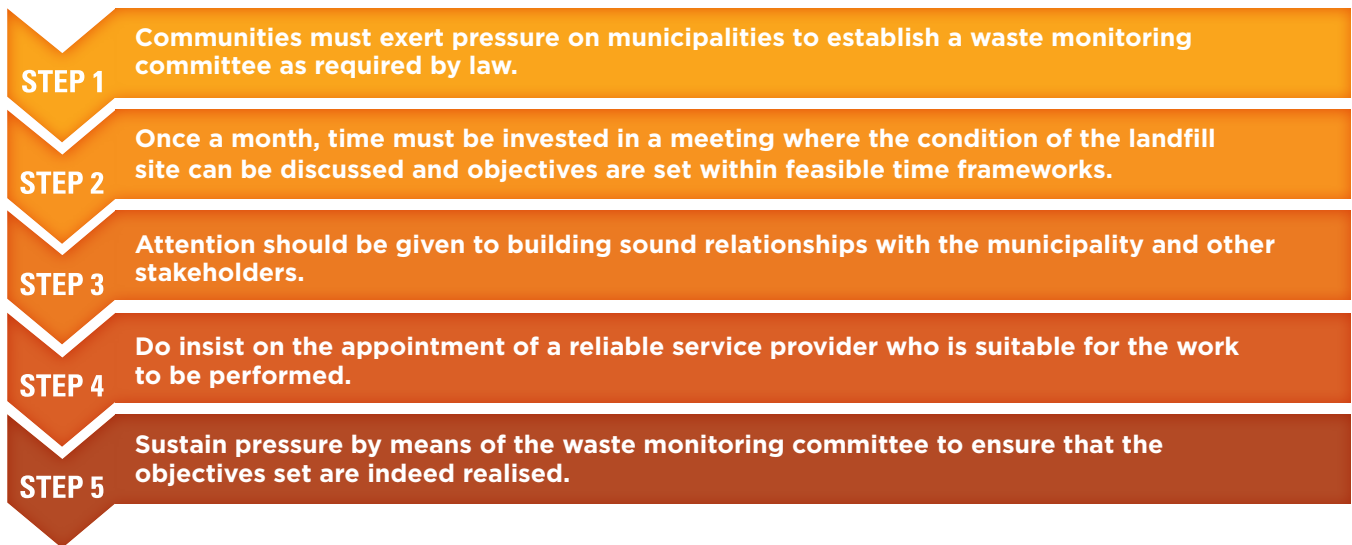 STEP 1
Communities must exert pressure on municipalities to establish a waste monitoring
committee as required by law.
STEP 2
Once a month, time must be invested in a meeting where the condition of the landfill
site can be discussed and objectives are set within feasible time frameworks.
STEP 3
Attention should be given to building sound relationships with the municipality and other
stakeholders.
STEP 4
Do insist on the appointment of a reliable service provider who is suitable for the work
to be performed.
STEP 5
Sustain pressure by means of the waste monitoring committee to ensure that the
objectives set are indeed realised.